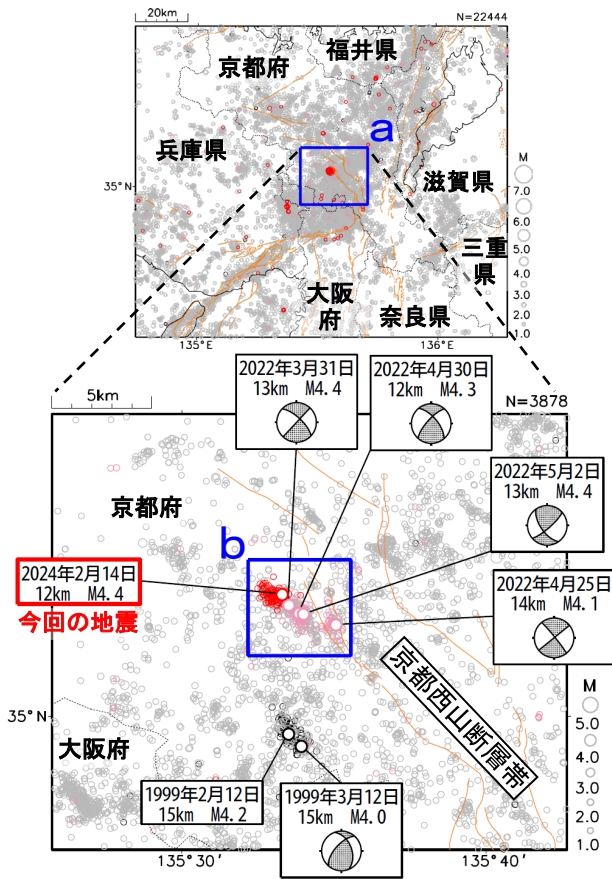 20km
N=22444
福井県
京都府
a
兵庫県
滋賀県
35°N
三重
県
大阪
府
奈良県
135°E
136°E
M
7.0
6.0
5.0
4.0
3.0
2.0
1.0
5km
N=3878
2022年3月31日
13km M4.4
2022年4月30日
12km M4.3
2022年5月2日
13km M4.4
京都府
b
2024年2月14日
12km M4.4
今回の地震
2022年4月25日
14km M4.1
京都西山断層帯
35°N
大阪府
1999年2月12日
15km M4.2
1999年3月12日
15km M4.0
M
5.0
4.0
3.0
2.0
1.0
135°30′
135°40′